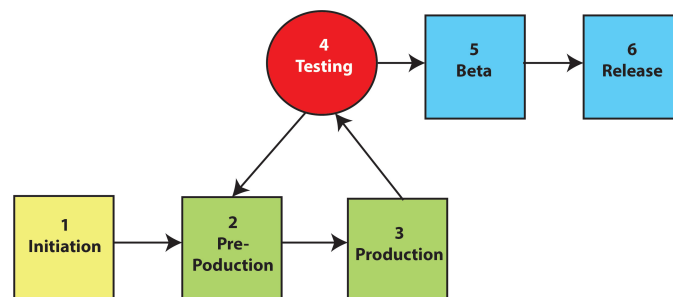 4
Testing
5
Beta
6
Release
1
Initiation
2
Pre-
Poduction
3
Production